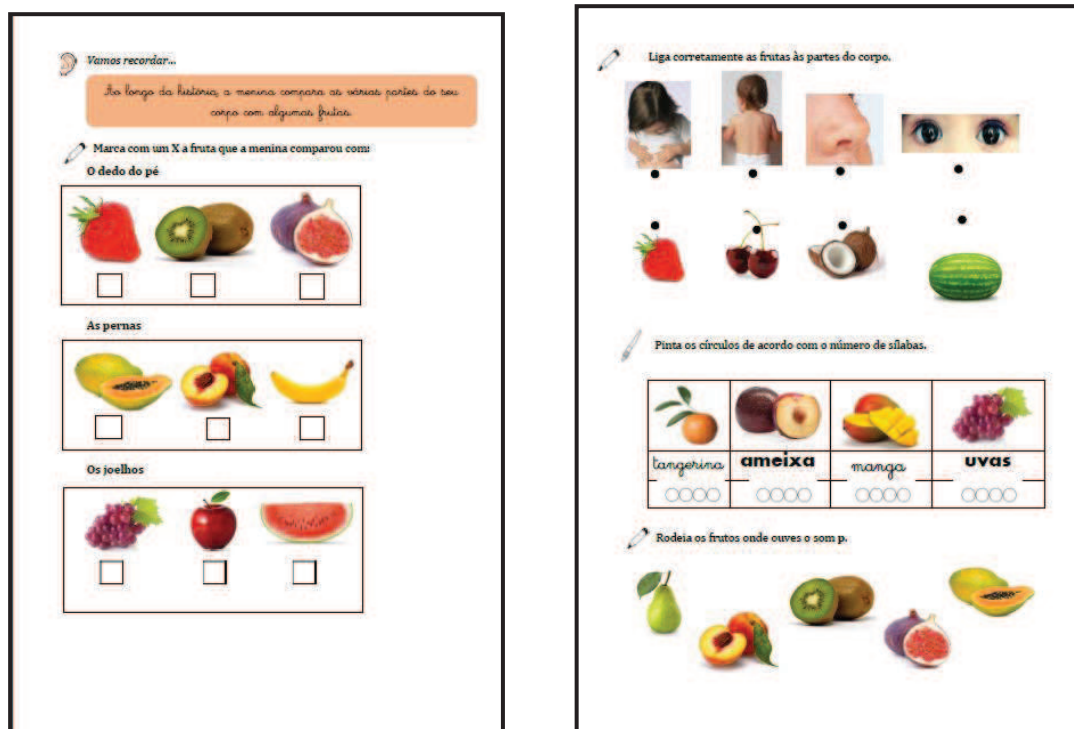 Vamos recordar...
Ao longo da história, a menina compara as várias partes do seu
corpo com algumas frutas.
Marca com um X a fruta que a menina comparou com:
O dedo do pé
As pernas
Os joelhos
Liga corretamente as frutas às partes do corpo.
Pinta os círculos de acordo com o número de sílabas.
tangerina ameixa manga uvas
Rodeia os frutos onde ouves o som p.